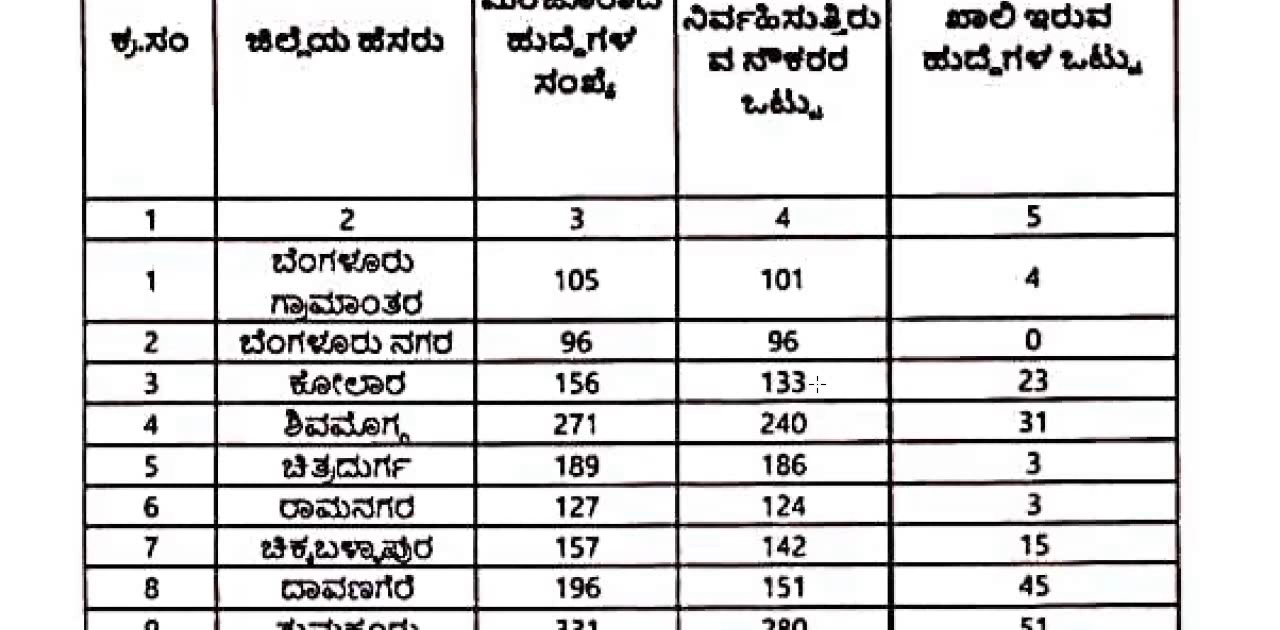 ಕ್ರ.ಸಂ ಜಿಲ್ಲೆಯ ಹೆಸರು ಹುದ್ದೆಗಳ ಸಂಖ್ಯೆ ನಿರ್ವಹಿಸುತ್ತಿರು ವ ನೌಕರರ ಒಟ್ಟು ಖಾಲಿ ಇರುವ ಹುದ್ದೆಗಳ ಒಟ್ಟು
1 2 3 4 5
1 ಬೆಂಗಳೂರು ಗ್ರಾಮಾಂತರ 105 101 4
2 ಬೆಂಗಳೂರು ನಗರ 96 96 0
3 ಕೋಲಾರ 156 133 23
4 ಶಿವಮೊಗ್ಗ 271 240 31
5 ಚಿತ್ರದುರ್ಗ 189 186 3
6 ರಾಮನಗರ 127 124 3
7 ಚಿಕ್ಕಬಳ್ಳಾಪುರ 157 142 15
8 ದಾವಣಗೆರೆ 196 151 45
9 331 280 51